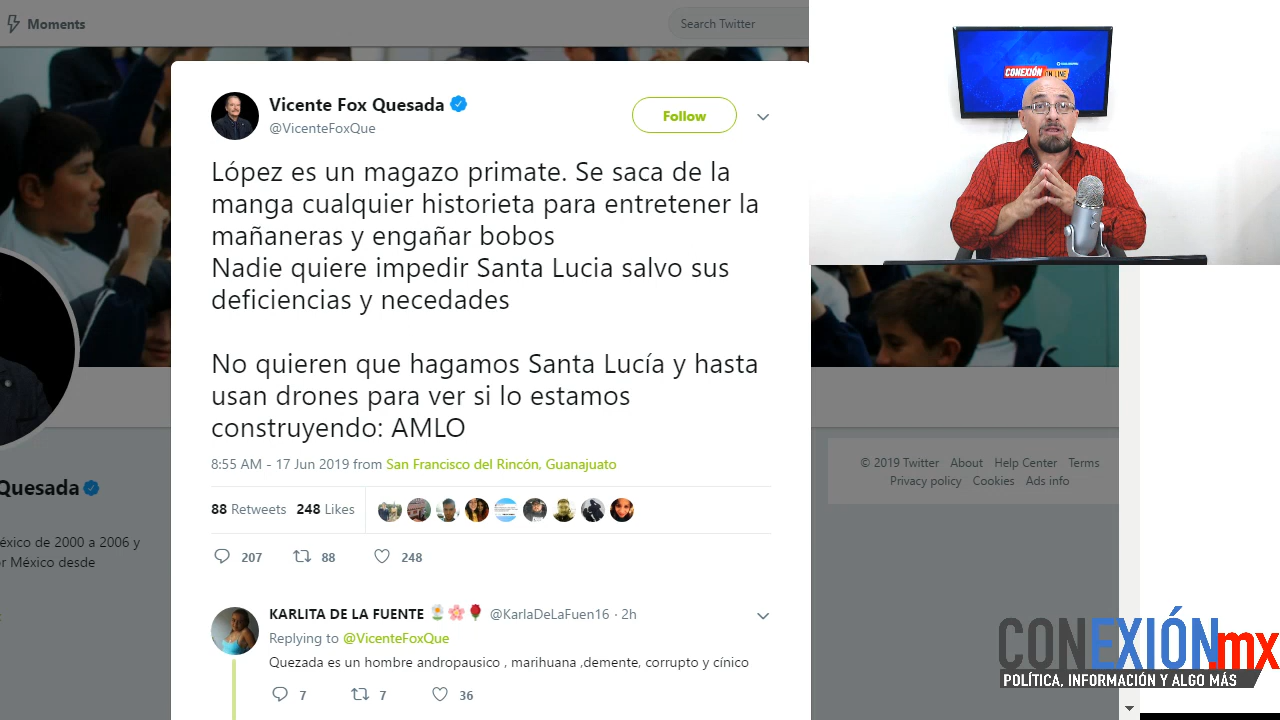 Moments
Search Twitter
CONEXIÓN ONLINE
Vicente Fox Quesada
@VicenteFoxQue
Follow
López es un magazo primate. Se saca de la
manga cualquier historieta para entretener la
mañaneras y engañar bobos
Nadie quiere impedir Santa Lucia salvo sus
deficiencias y necedades
No quieren que hagamos Santa Lucía y hasta
usan drones para ver si lo estamos
construyendo: AMLO
8:55 AM - 17 Jun 2019 from San Francisco del Rincón, Guanajuato
88 Retweets 248 Likes
207 88 248
KARLITA DE LA FUENTE 🌼🌸🌹 @KarlaDeLaFuen16 · 2h
Replying to @VicenteFoxQue
Quezada es un hombre andropausico , marihuana ,demente, corrupto y cínico
7 7 36
Quesada
éxico de 2000 a 2006 y
r México desde
© 2019 Twitter About Help Center Terms
Privacy policy Cookies Ads info
CONEXIÓN.mx
POLÍTICA, INFORMACIÓN Y ALGO MÁS